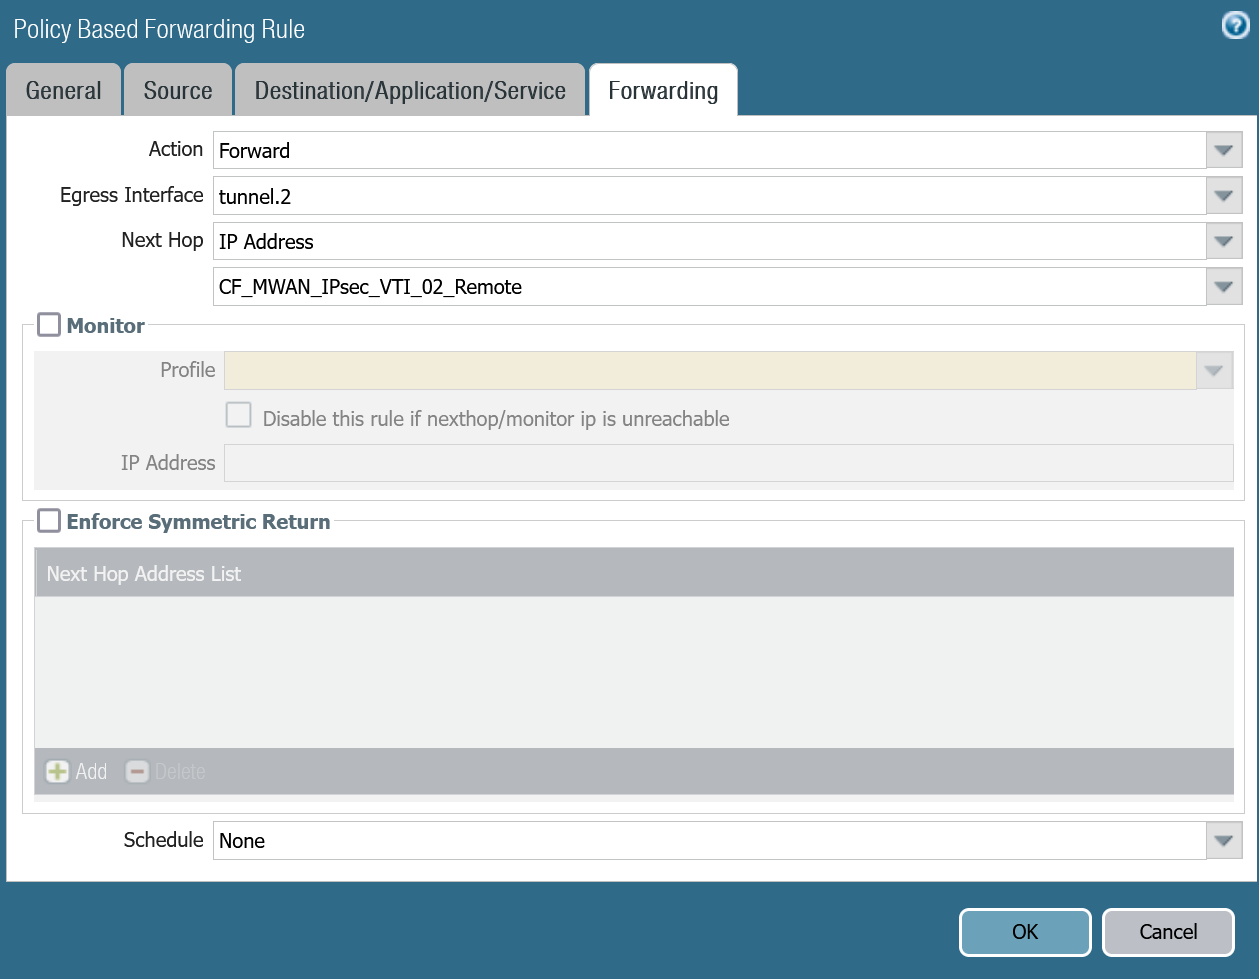 Policy Based Forwarding Rule
General Source Destination/Application/Service Forwarding
Action Forward
Egress Interface tunnel.2
Next Hop IP Address
CF_MWAN_IPsec_VTI_02_Remote
Monitor
Profile
Disable this rule if nexthop/monitor ip is unreachable
IP Address
Enforce Symmetric Return
Next Hop Address List
Add Delete
Schedule None
OK Cancel